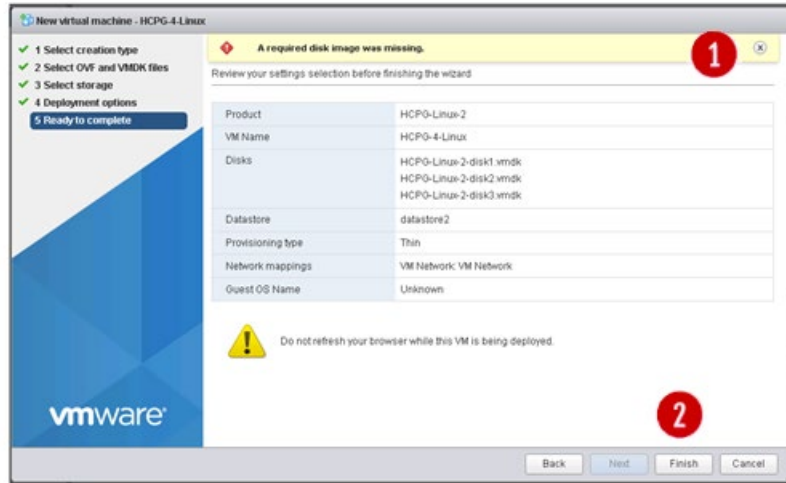 New virtual machine - HCPG-4-Linux
1 Select creation type
2 Select OVF and VMDK files
3 Select storage
4 Deployment options
5 Ready to complete
A required disk image was missing.
1
Review your settings selection before finishing the wizard
Product HCPG-Linux-2
VM Name HCPG-4-Linux
Disks HCPG-Linux-2-disk1.vmdk
HCPG-Linux-2-disk2.vmdk
HCPG-Linux-2-disk3.vmdk
Datastore datastore2
Provisioning type Thin
Network mappings VM Network: VM Network
Guest OS Name Unknown
Do not refresh your browser while this VM is being deployed.
vmware
2
Back Next Finish Cancel